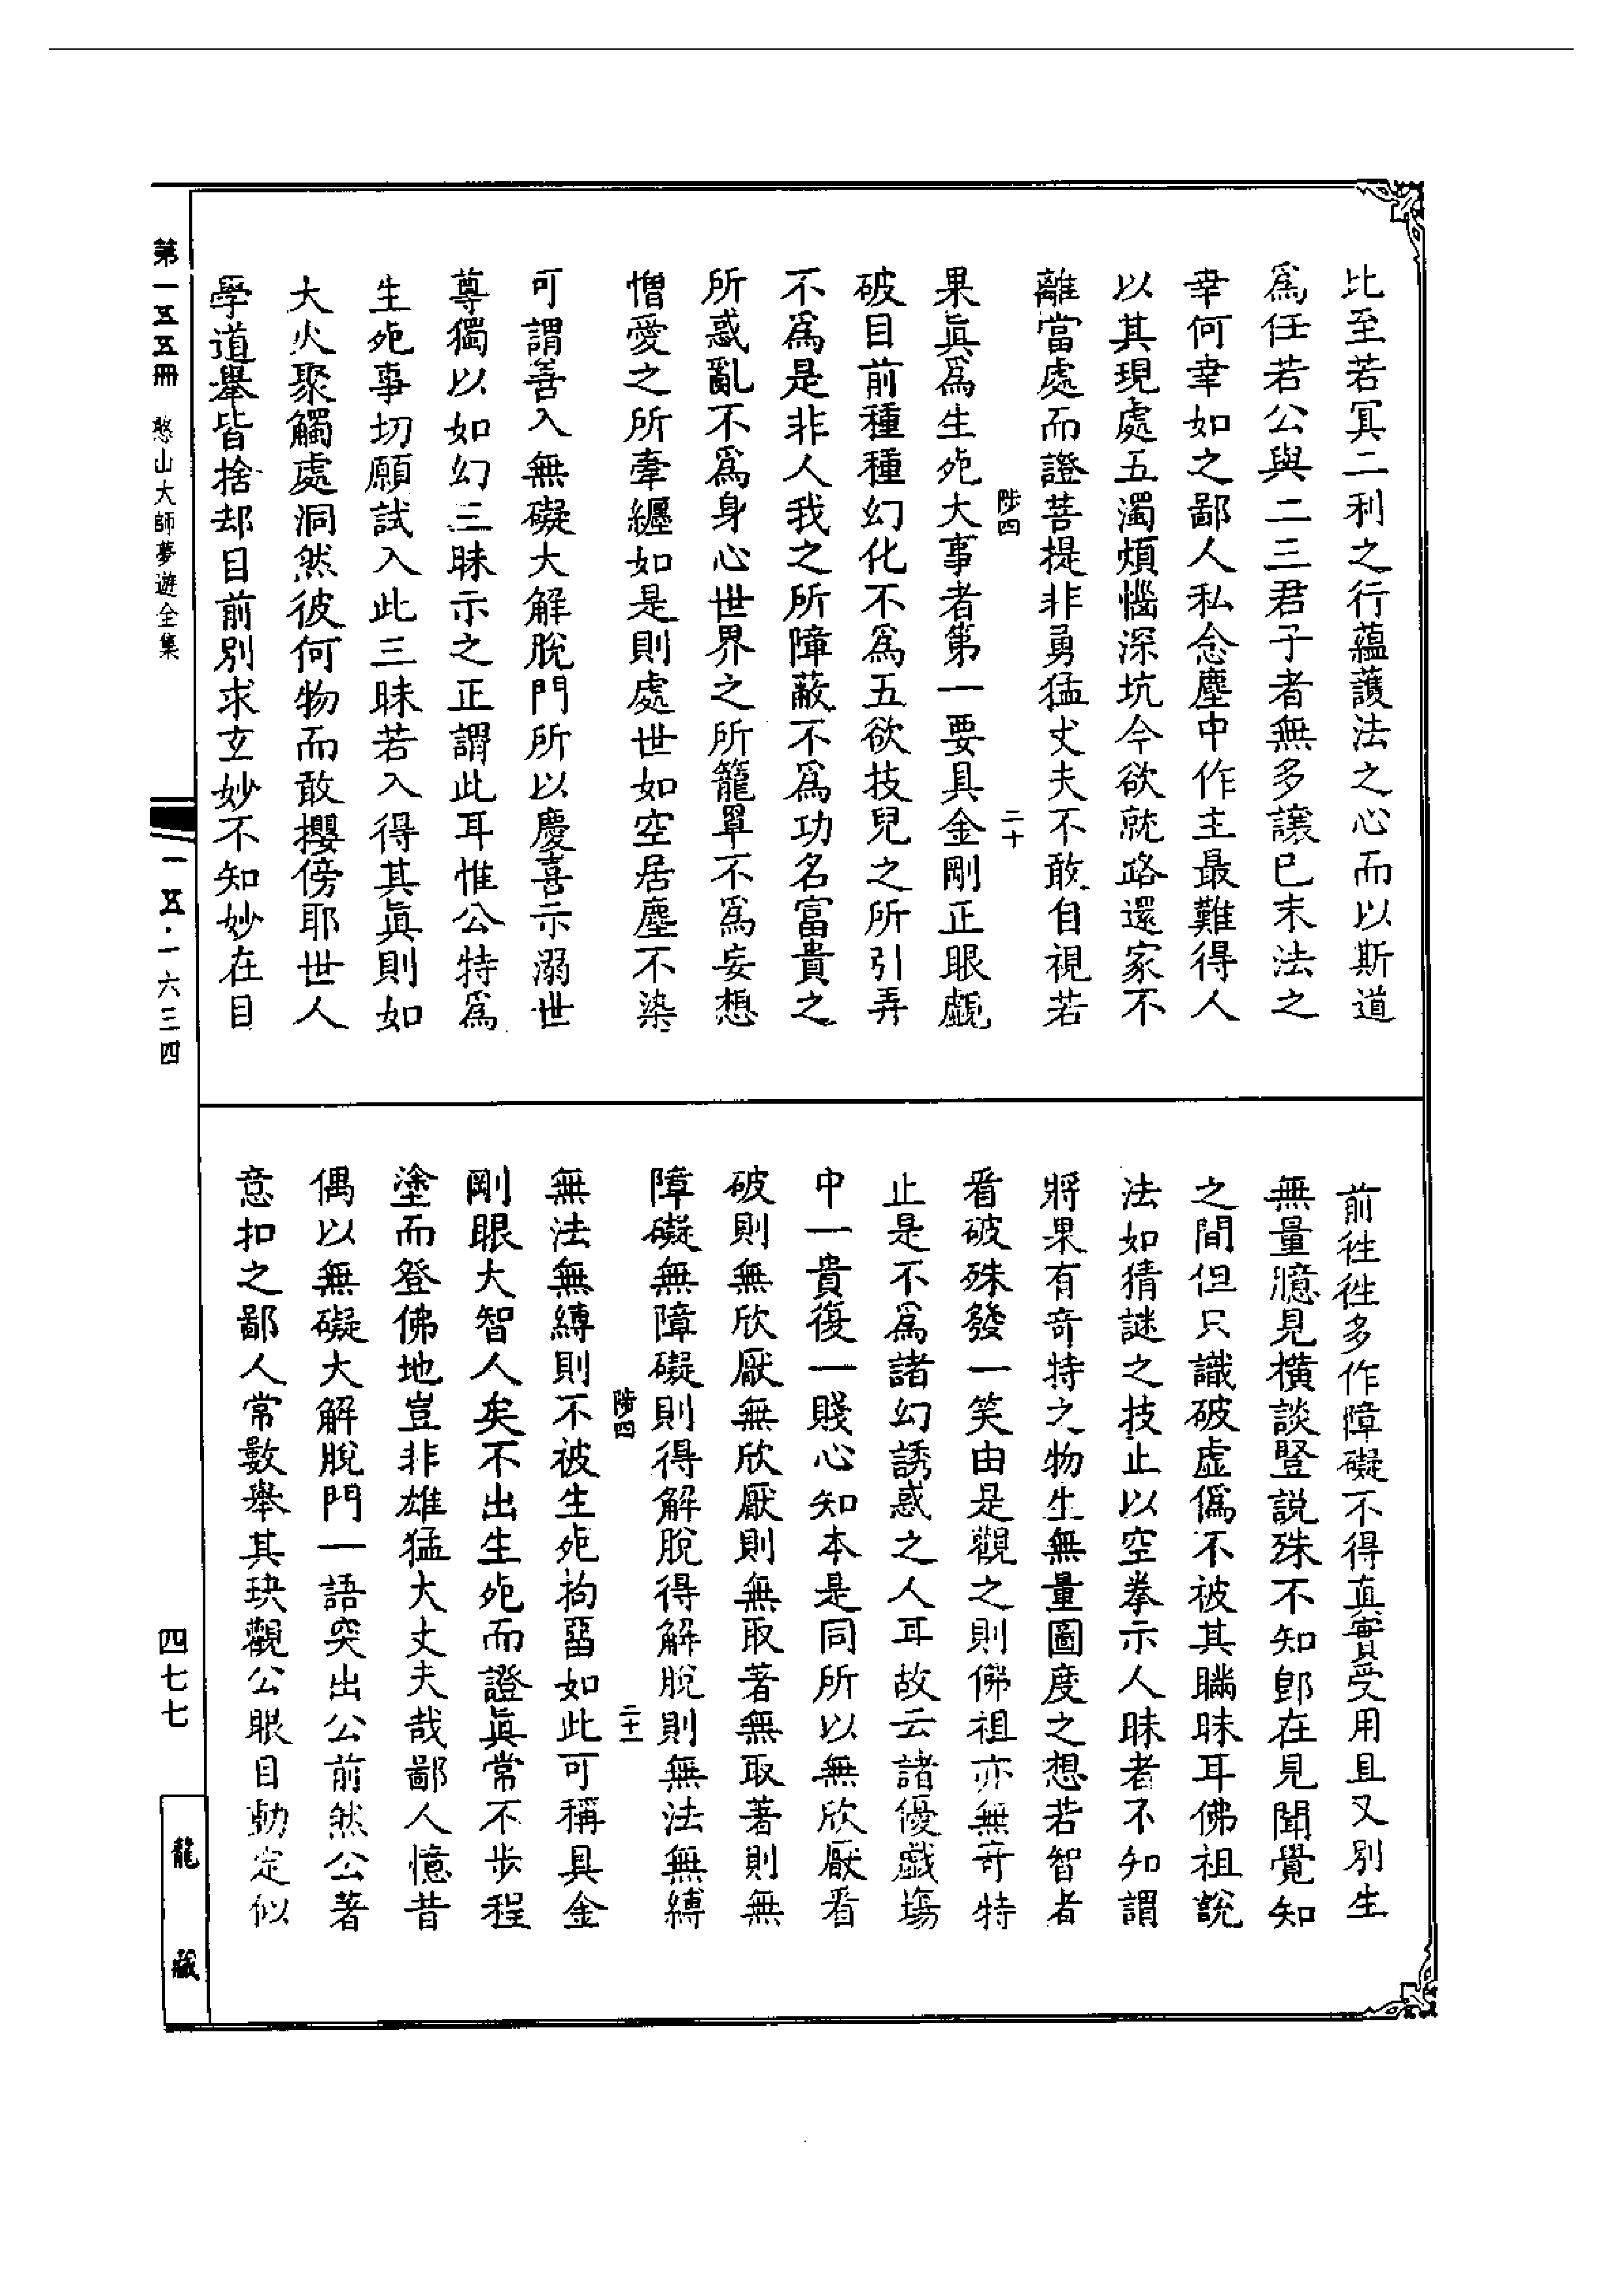 比至若冥二利之行蘊護法之心而以斯道
爲任若公與二三君子者無多讓已末法之
幸何幸如之鄙人私念塵中作主最難得人
以其現處五濁煩惱深坑今欲就路還家不
離當處而證菩提非勇猛丈夫不敢自視若
陟四
二十
果眞爲生死大事者第一要具金剛正眼覷
破目前種種幻化不爲五欲技兒之所引弄
不爲是非人我之所障蔽不爲功名富貴之
所惑亂不爲身心世界之所籠罩不爲妄想
憎愛之所牽纏如是則處世如空居塵不染
可謂善入無礙大解脫門所以慶喜示溺世
尊獨以如幻三昧示之正謂此耳惟公特爲
生死事切願試入此三昧若入得其眞則如
大火聚觸處洞然彼何物而敢攖傍耶世人
學道舉皆捨却目前別求玄妙不知妙在目
前往往多作障礙不得直實受用且又別生
無量臆見橫談豎説殊不知卽在見聞覺知
之間但只識破虛僞不被其瞞昧耳佛祖說
法如猜謎之技止以空拳示人昧者不知謂
將果有奇特之物生無量圖度之想若智者
看破殊發一笑由是觀之則佛祖亦無奇特
止是不爲諸幻誘惑之人耳故云諸優戲塲
中一貴復一賤心知本是同所以無欣厭看
破則無欣厭無欣厭則無取著無取著則無
障礙無障礙則得解脫得解脫則無法無縛
陟四
二十一
無法無縛則不被生死拘畱如此可稱具金
剛眼大智人矣不出生死而證眞常不步程
塗而登佛地豈非雄猛大丈夫哉鄙人憶昔
偶以無礙大解脫門一語突出公前然公著
意扣之鄙人常數舉其玦觀公眼目動定似
第一五五冊 憨山大師夢遊全集
一五·一六三四
四七七
龍藏